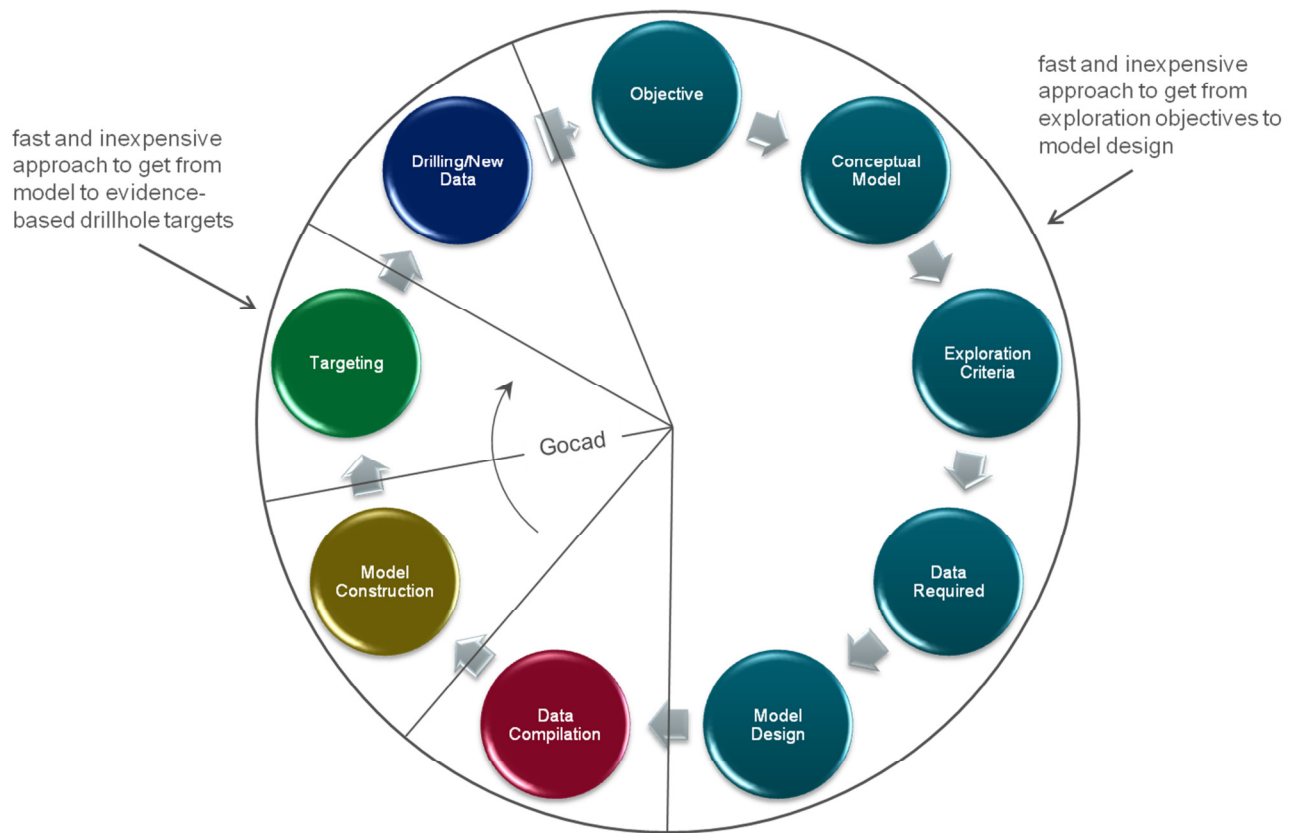 fast and inexpensive
approach to get from
model to evidence-
based drillhole targets
fast and inexpensive
approach to get from
exploration objectives to
model design
Objective
Conceptual
Model
Exploration
Criteria
Data
Required
Model
Design
Data
Compilation
Model
Construction
Targeting
Drilling/New
Data
Gocad